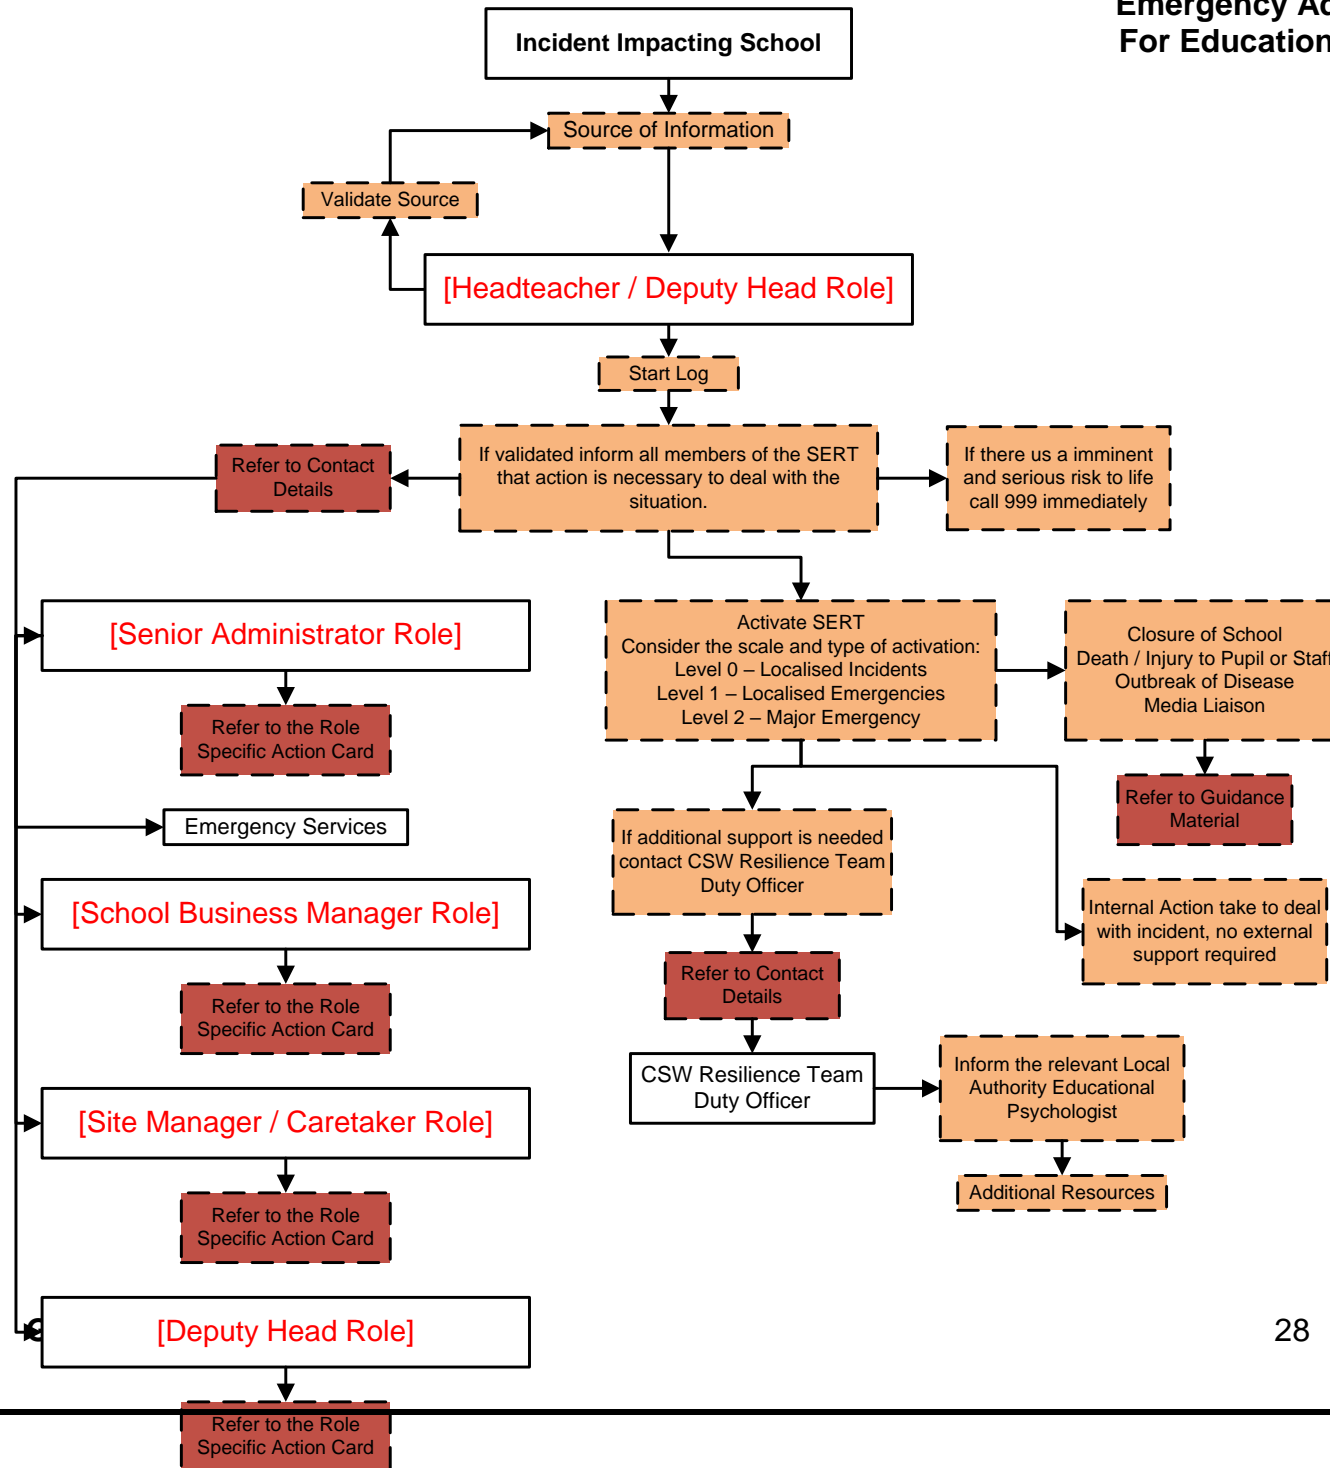 Emergency
For Education
Incident Impacting School
Source of Information
Validate Source
[Headteacher / Deputy Head Role]
Start Log
Refer to Contact
Details
If validated inform all members of the SERT
that action is necessary to deal with the
situation.
If there us a imminent
and serious risk to life
call 999 immediately
[Senior Administrator Role]
Refer to the Role
Specific Action Card
Emergency Services
[School Business Manager Role]
Refer to the Role
Specific Action Card
[Site Manager / Caretaker Role]
Refer to the Role
Specific Action Card
[Deputy Head Role]
Refer to the Role
Specific Action Card
Activate SERT
Consider the scale and type of activation:
Level 0 – Localised Incidents
Level 1 – Localised Emergencies
Level 2 – Major Emergency
Closure of School
Death / Injury to Pupil or Staff
Outbreak of Disease
Media Liaison
Refer to Guidance
Material
If additional support is needed
contact CSW Resilience Team
Duty Officer
Internal Action take to deal
with incident, no external
support required
Refer to Contact
Details
CSW Resilience Team
Duty Officer
Inform the relevant Local
Authority Educational
Psychologist
Additional Resources
28